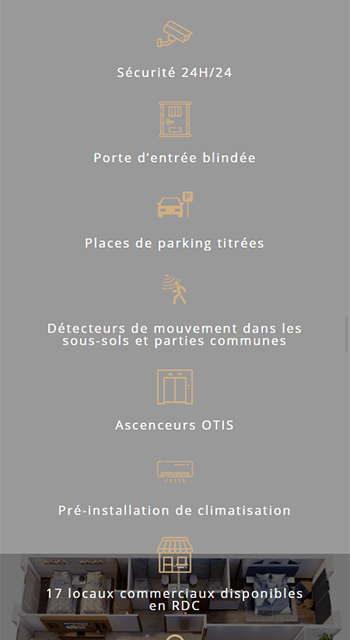 Sécurité 24H/24
Porte d’entrée blindée
P
Places de parking titrées
Détecteurs de mouvement dans les
sous-sols et parties communes
Ascenceurs OTIS
Pré-installation de climatisation
17 locaux commerciaux disponibles
en RDC